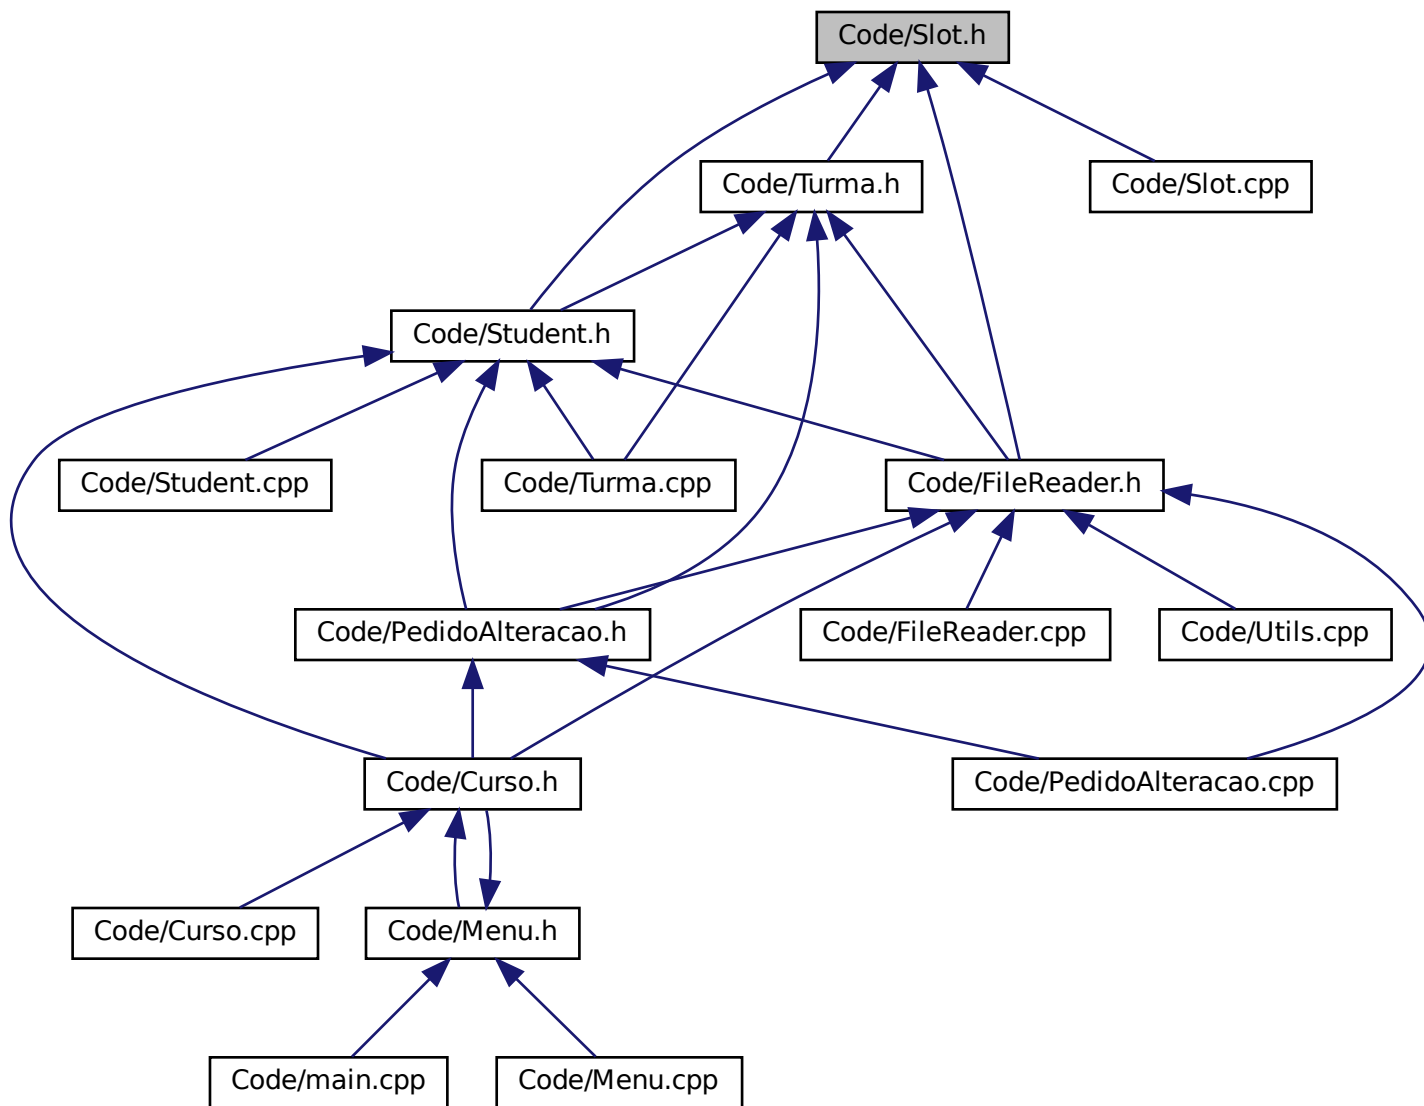 Code/Slot.h
Code/Turma.h
Code/Slot.cpp
Code/Student.h
Code/Student.cpp
Code/Turma.cpp
Code/FileReader.h
Code/PedidoAlteracao.h
Code/FileReader.cpp
Code/Utils.cpp
Code/Curso.h
Code/PedidoAlteracao.cpp
Code/Curso.cpp
Code/Menu.h
Code/main.cpp
Code/Menu.cpp